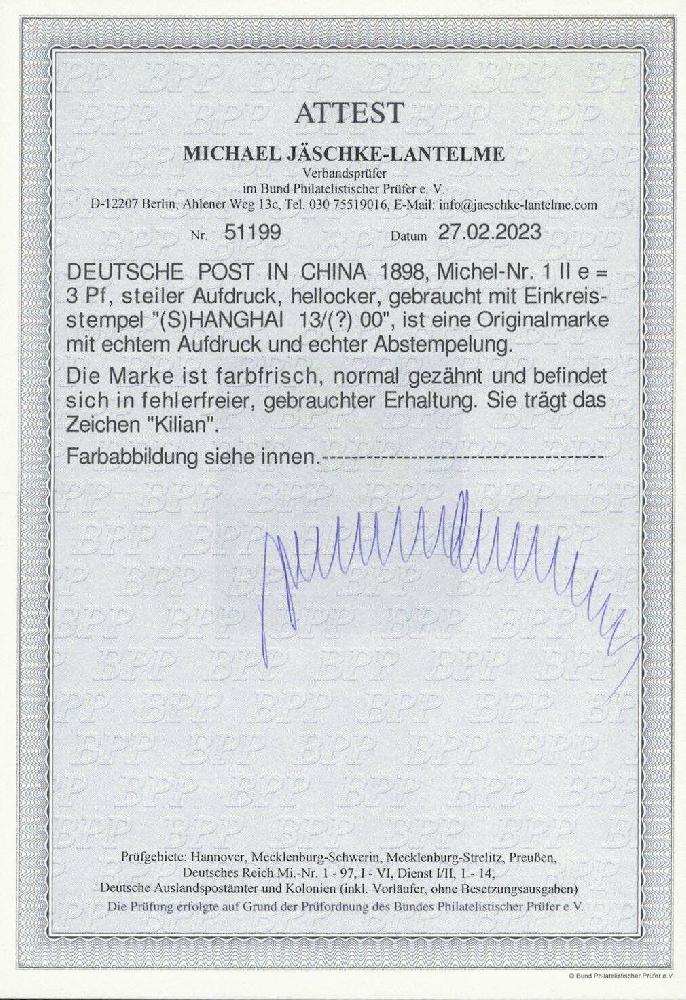 ATTEST
MICHAEL JÄSCHKE-LANTELME
Verbandsprüfer
im Bund Philatelistischer Prüfer e. V.
D-12207 Berlin, Ahlener Weg 13c, Tel. 030 75519016, E-Mail: info@jaeschke-lantelme.com
Nr. 51199 Datum 27.02.2023
DEUTSCHE POST IN CHINA 1898, Michel-Nr. 1 II e =
3 Pf, steiler Aufdruck, hellocker, gebraucht mit Einkreis-
stempel "(S)HANGHAI 13/(?) 00", ist eine Originalmarke
mit echtem Aufdruck und echter Abstempelung.
Die Marke ist farbfrisch, normal gezähnt und befindet
sich in fehlerfreier, gebrauchter Erhaltung. Sie trägt das
Zeichen "Kilian".
Farbabbildung siehe innen.------------------------------------
Prüfgebiete: Hannover, Mecklenburg-Schwerin, Mecklenburg-Strelitz, Preußen,
Deutsches Reich Mi.-Nr. 1 - 97, I - VI, Dienst I/II, 1 - 14,
Deutsche Auslandspostämter und Kolonien (inkl. Vorläufer, ohne Besetzungsausgaben)
Die Prüfung erfolgte auf Grund der Prüfordnung des Bundes Philatelistischer Prüfer e.V.
© Bund Philatelistischer Prüfer e.V.